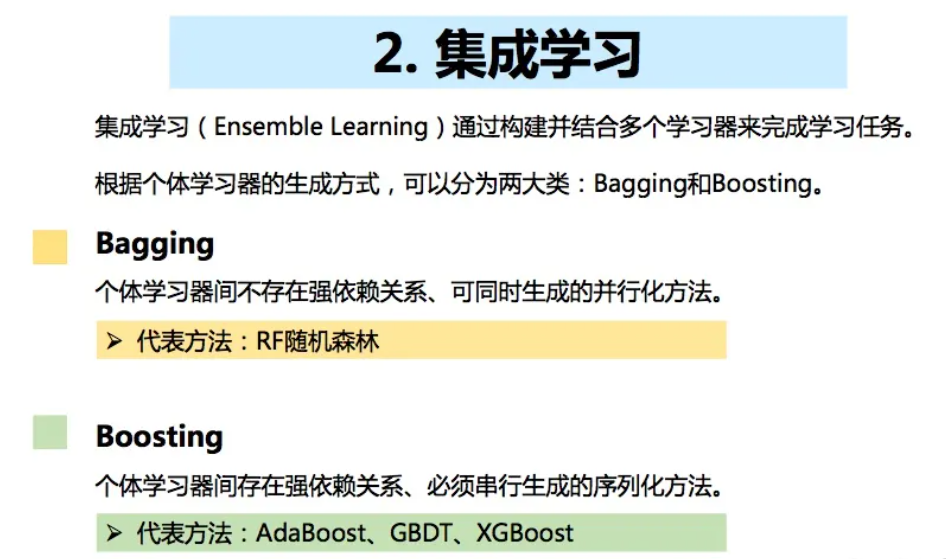 2. 集成学习
集成学习（Ensemble Learning）通过构建并结合多个学习器来完成学习任务。
根据个体学习器的生成方式，可以分为两大类：Bagging和Boosting。
Bagging
个体学习器间不存在强依赖关系、可同时生成的并行化方法。
➢ 代表方法：RF随机森林
Boosting
个体学习器间存在强依赖关系、必须串行生成的序列化方法。
➢ 代表方法：AdaBoost、GBDT、XGBoost